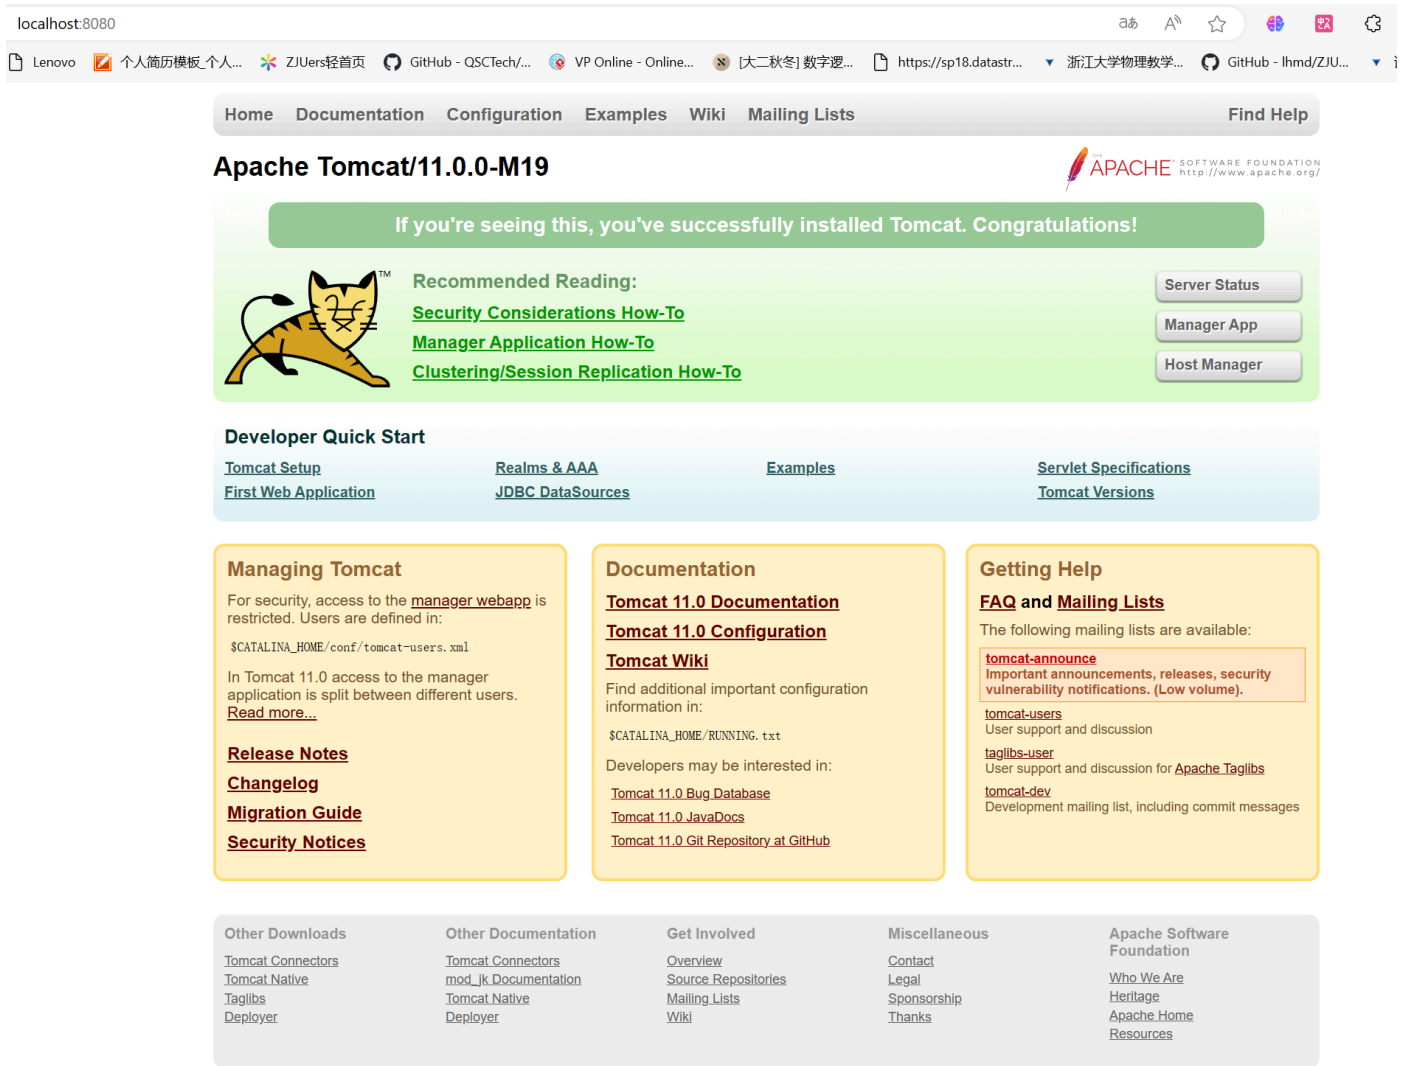 localhost:8080
Lenovo 个人简历模板_个人... ZJUers轻首页 GitHub - QSCTech/... VP Online - Online... [大二秋冬] 数字逻... https://sp18.datastr... 浙江大学物理教学... GitHub - lhmd/ZJU...
Home Documentation Configuration Examples Wiki Mailing Lists Find Help
Apache Tomcat/11.0.0-M19
THE APACHE SOFTWARE FOUNDATION
http://www.apache.org/
If you're seeing this, you've successfully installed Tomcat. Congratulations!
TM
Recommended Reading:
Security Considerations How-To
Manager Application How-To
Clustering/Session Replication How-To
Server Status
Manager App
Host Manager
Developer Quick Start
Tomcat Setup
First Web Application
Realms & AAA
JDBC DataSources
Examples
Servlet Specifications
Tomcat Versions
Managing Tomcat
For security, access to the manager webapp is
restricted. Users are defined in:
$CATALINA_HOME/conf/tomcat-users.xml
In Tomcat 11.0 access to the manager
application is split between different users.
Read more...
Release Notes
Changelog
Migration Guide
Security Notices
Documentation
Tomcat 11.0 Documentation
Tomcat 11.0 Configuration
Tomcat Wiki
Find additional important configuration
information in:
$CATALINA_HOME/RUNNING.txt
Developers may be interested in:
Tomcat 11.0 Bug Database
Tomcat 11.0 JavaDocs
Tomcat 11.0 Git Repository at GitHub
Getting Help
FAQ and Mailing Lists
The following mailing lists are available:
tomcat-announce
Important announcements, releases, security
vulnerability notifications. (Low volume).
tomcat-users
User support and discussion
taglibs-user
User support and discussion for Apache Taglibs
tomcat-dev
Development mailing list, including commit messages
Other Downloads
Tomcat Connectors
Tomcat Native
Taglibs
Deployer
Other Documentation
Tomcat Connectors
mod_jk Documentation
Tomcat Native
Deployer
Get Involved
Overview
Source Repositories
Mailing Lists
Wiki
Miscellaneous
Contact
Legal
Sponsorship
Thanks
Apache Software
Foundation
Who We Are
Heritage
Apache Home
Resources